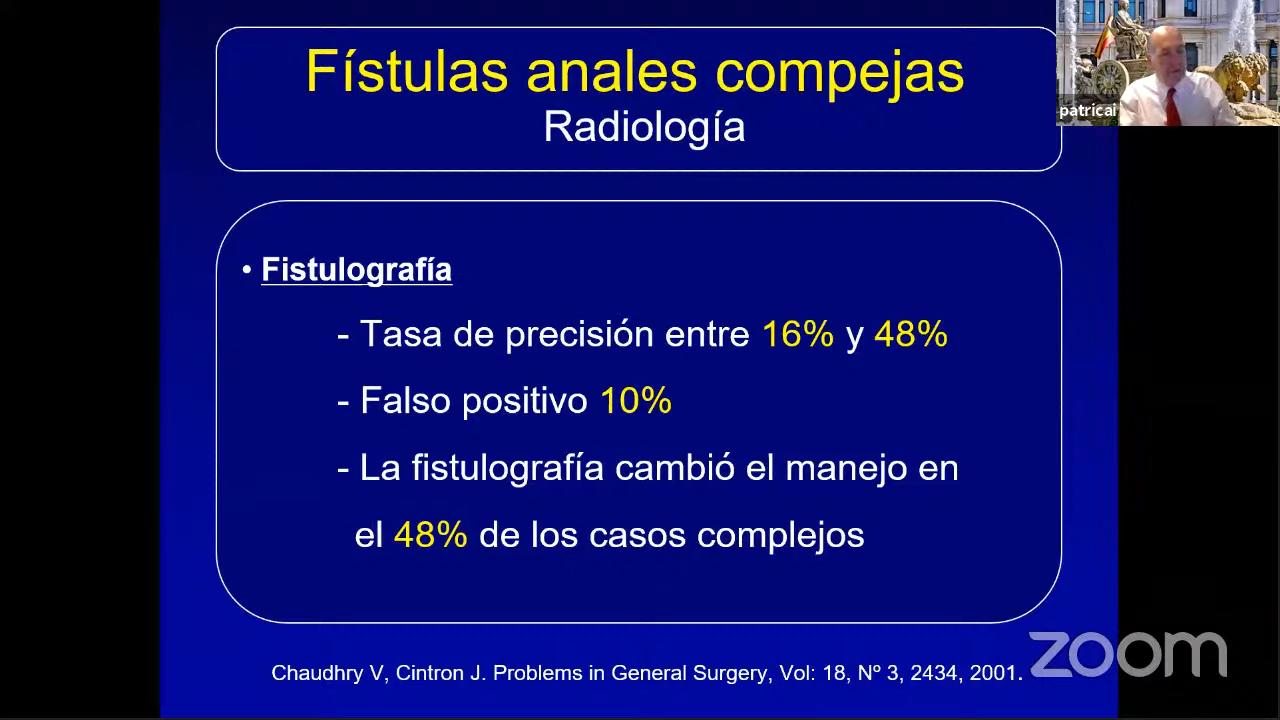 Fístulas anales compejas
Radiología
patricai
• Fistulografía
- Tasa de precisión entre 16% y 48%
- Falso positivo 10%
- La fistulografía cambió el manejo en
el 48% de los casos complejos
Chaudhry V, Cintron J. Problems in General Surgery, Vol: 18, Nº 3, 2434, 2001.
zoom